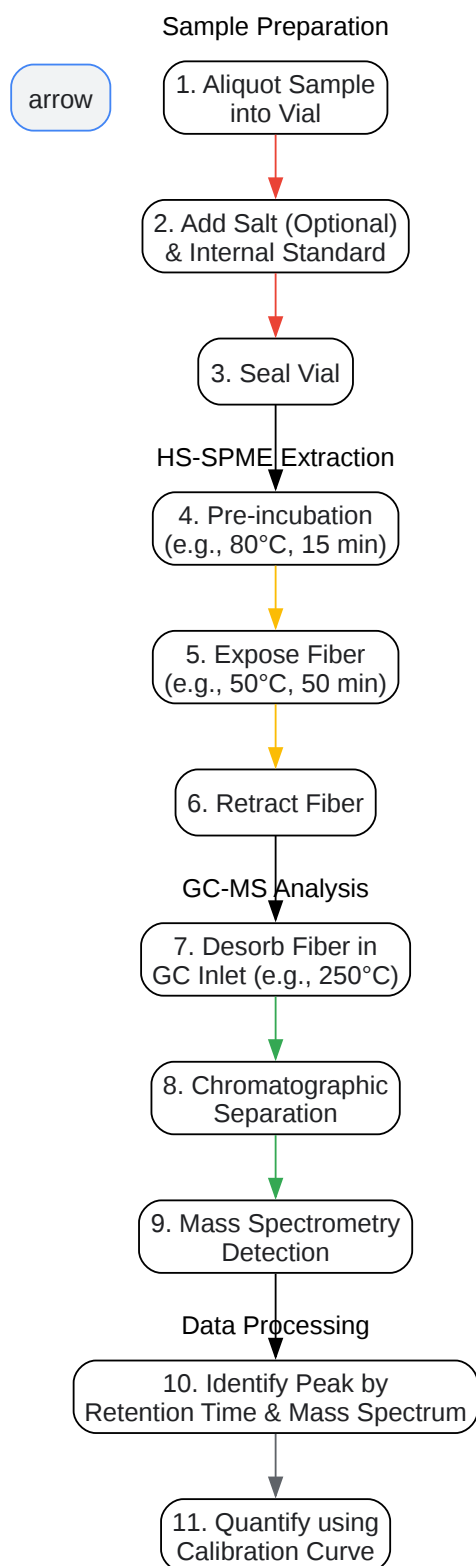 Sample Preparation
arrow
1. Aliquot Sample
into Vial
2. Add Salt (Optional)
& Internal Standard
3. Seal Vial
HS-SPME Extraction
4. Pre-incubation
(e.g., 80°C, 15 min)
5. Expose Fiber
(e.g., 50°C, 50 min)
6. Retract Fiber
GC-MS Analysis
7. Desorb Fiber in
GC Inlet (e.g., 250°C)
8. Chromatographic
Separation
9. Mass Spectrometry
Detection
Data Processing
10. Identify Peak by
Retention Time & Mass Spectrum
11. Quantify using
Calibration Curve